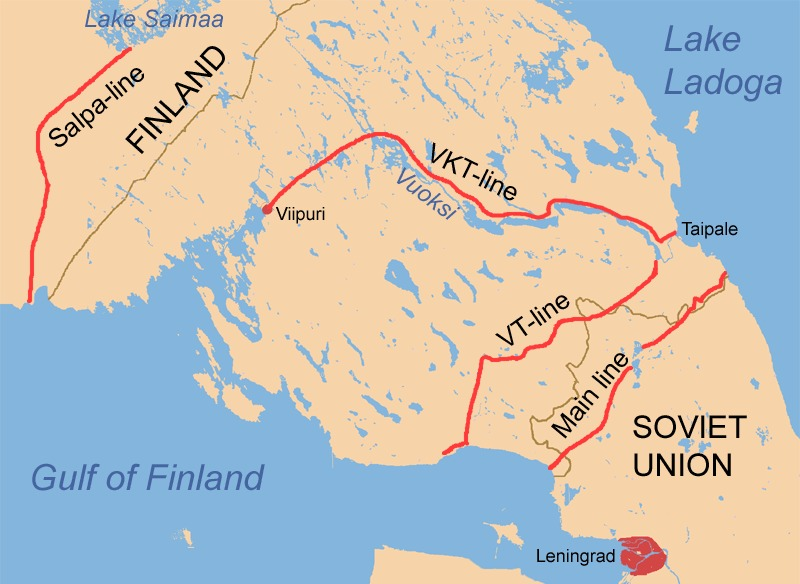 Lake Saimaa
Lake
Ladoga
Salpa-line
FINLAND
VKT-line
Vuoksi
Viipuri
Taipale
VT-line
Main line
SOVIET
UNION
Gulf of Finland
Leningrad